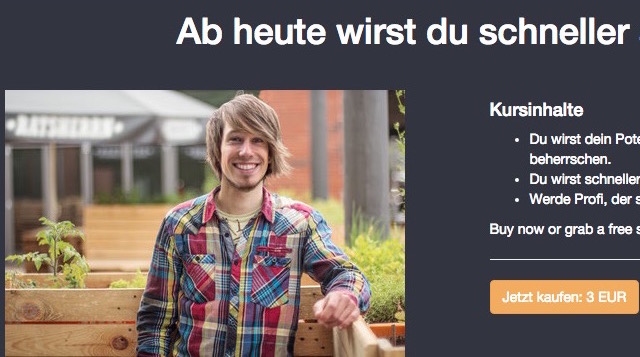 Ab heute wirst du schneller
RATSHERRN
Kursinhalte
Du wirst dein
beherrschen.
Du wirst schneller
Werde Profi, der
Buy now or grab a free
Jetzt kaufen: 3 EUR